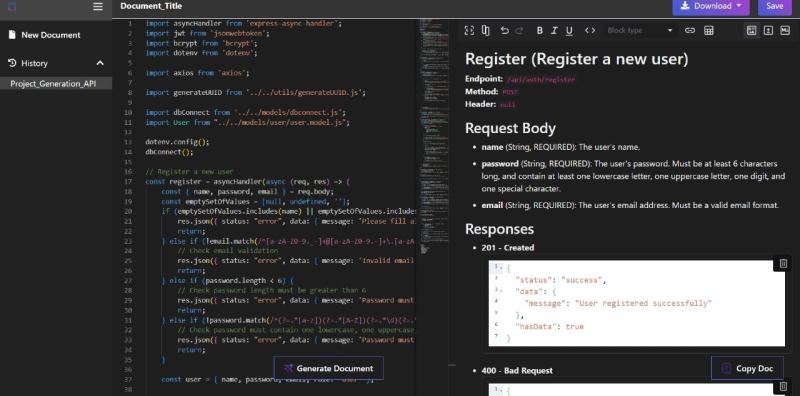 Document_Title
Download
Save
New Document
History
Project_Generation_API
1 import asyncHandler from 'express-async-handler';
2 import jwt from 'jsonwebtoken';
3 import bcrypt from 'bcrypt';
4 import dotenv from 'dotenv';
5
6 import axios from 'axios';
7
8 import generateUUID from '../../utils/generateUUID.js';
9
10 import dbConnect from '../../models/dbconnect.js';
11 import User from "../../models/user/user.model.js";
12
13 dotenv.config();
14 dbConnect();
15
16 // Register a new user
17 const register = asyncHandler(async (req, res) => {
18 const { name, password, email } = req.body;
19 const emptySetOfValues = [null, undefined, ''];
20 if (emptySetOfValues.includes(name) || emptySetOfValues.includes
21 res.json({ status: "error", data: { message: 'Please fill al
22 return;
23 } else if (!email.match(/^[a-zA-Z0-9._-]+@[a-zA-Z0-9.-]+\.[a-zA
24 // Check email validation
25 res.json({ status: "error", data: { message: 'Invalid email
26 return;
27 } else if (password.length < 6) {
28 // Check password length must be greater than 6
29 res.json({ status: "error", data: { message: 'Password must
30 return;
31 } else if (!password.match(/^(?=.*[a-z])(?=.*[A-Z])(?=.*\d)(?=.
32 // Check password must contain one lowercase, one uppercase,
33 res.json({ status: "error", data: { message: 'Password must
34 return;
35 }
36
37 const user = { name, password, email,
38
Generate Document
B I U
Block type
Register (Register a new user)
Endpoint: /api/auth/register
Method: POST
Header: null
Request Body
name (String, REQUIRED): The user's name.
password (String, REQUIRED): The user's password. Must be at least 6 characters
long, and contain at least one lowercase letter, one uppercase letter, one digit, and
one special character.
email (String, REQUIRED): The user's email address. Must be a valid email format.
Responses
201 - Created
1 {
2 "status": "success",
3 "data": {
4 "message": "User registered successfully"
5 },
6 "hasData": true
7 }
Copy Doc
400 - Bad Request
1 {